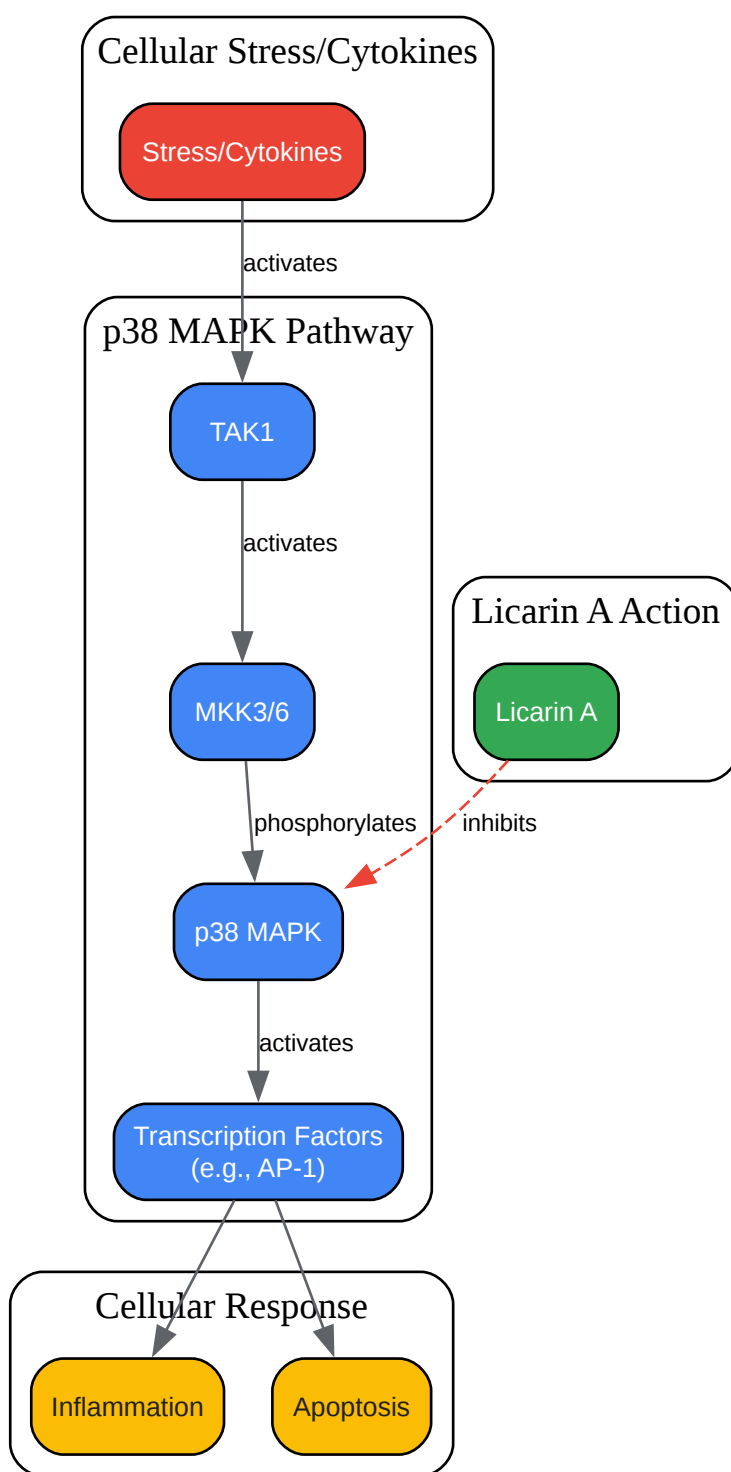 Cellular Stress/Cytokines
Stress/Cytokines
activates
p38 MAPK Pathway
TAK1
activates
Licarin A Action
MKK3/6
Licarin A
phosphorylates
inhibits
p38 MAPK
activates
Transcription Factors
(e.g., AP-1)
Cellular Response
Inflammation
Apoptosis